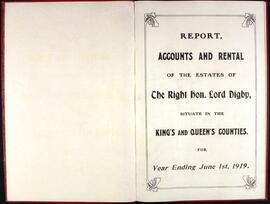 REPORT,
ACCOUNTS AND RENTAL
OF THE ESTATES OF
The Right Hon. Lord Digby,
SITUATE IN THE
KING'S AND QUEEN'S COUNTIES.
FOR
Year Ending June 1st, 1919.